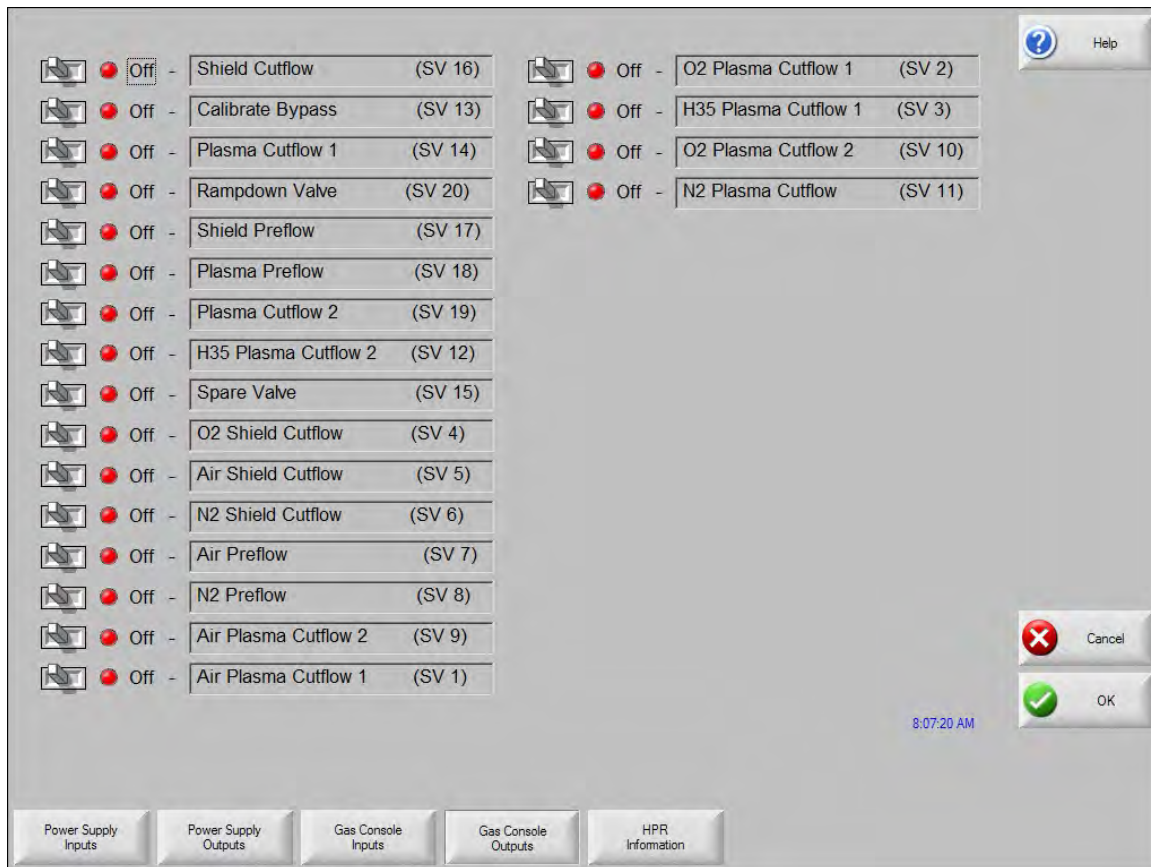 Off - Shield Cutflow (SV 16)
Off - Calibrate Bypass (SV 13)
Off - Plasma Cutflow 1 (SV 14)
Off - Rampdown Valve (SV 20)
Off - Shield Preflow (SV 17)
Off - Plasma Preflow (SV 18)
Off - Plasma Cutflow 2 (SV 19)
Off - H35 Plasma Cutflow 2 (SV 12)
Off - Spare Valve (SV 15)
Off - O2 Shield Cutflow (SV 4)
Off - Air Shield Cutflow (SV 5)
Off - N2 Shield Cutflow (SV 6)
Off - Air Preflow (SV 7)
Off - N2 Preflow (SV 8)
Off - Air Plasma Cutflow 2 (SV 9)
Off - Air Plasma Cutflow 1 (SV 1)
Off - O2 Plasma Cutflow 1 (SV 2)
Off - H35 Plasma Cutflow 1 (SV 3)
Off - O2 Plasma Cutflow 2 (SV 10)
Off - N2 Plasma Cutflow (SV 11)
? Help
Cancel
OK
8:07:20 AM
Power Supply
Inputs
Power Supply
Outputs
Gas Console
Inputs
Gas Console
Outputs
HPR
Information